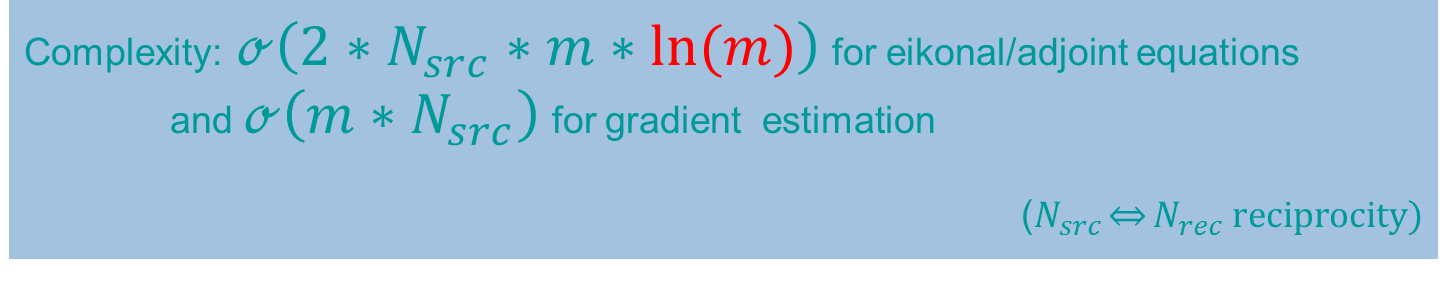 Complexity: ℴ(2 * N_src * m * ln(m)) for eikonal/adjoint equations
and ℴ(m * N_src) for gradient estimation
(N_src ⇔ N_rec reciprocity)